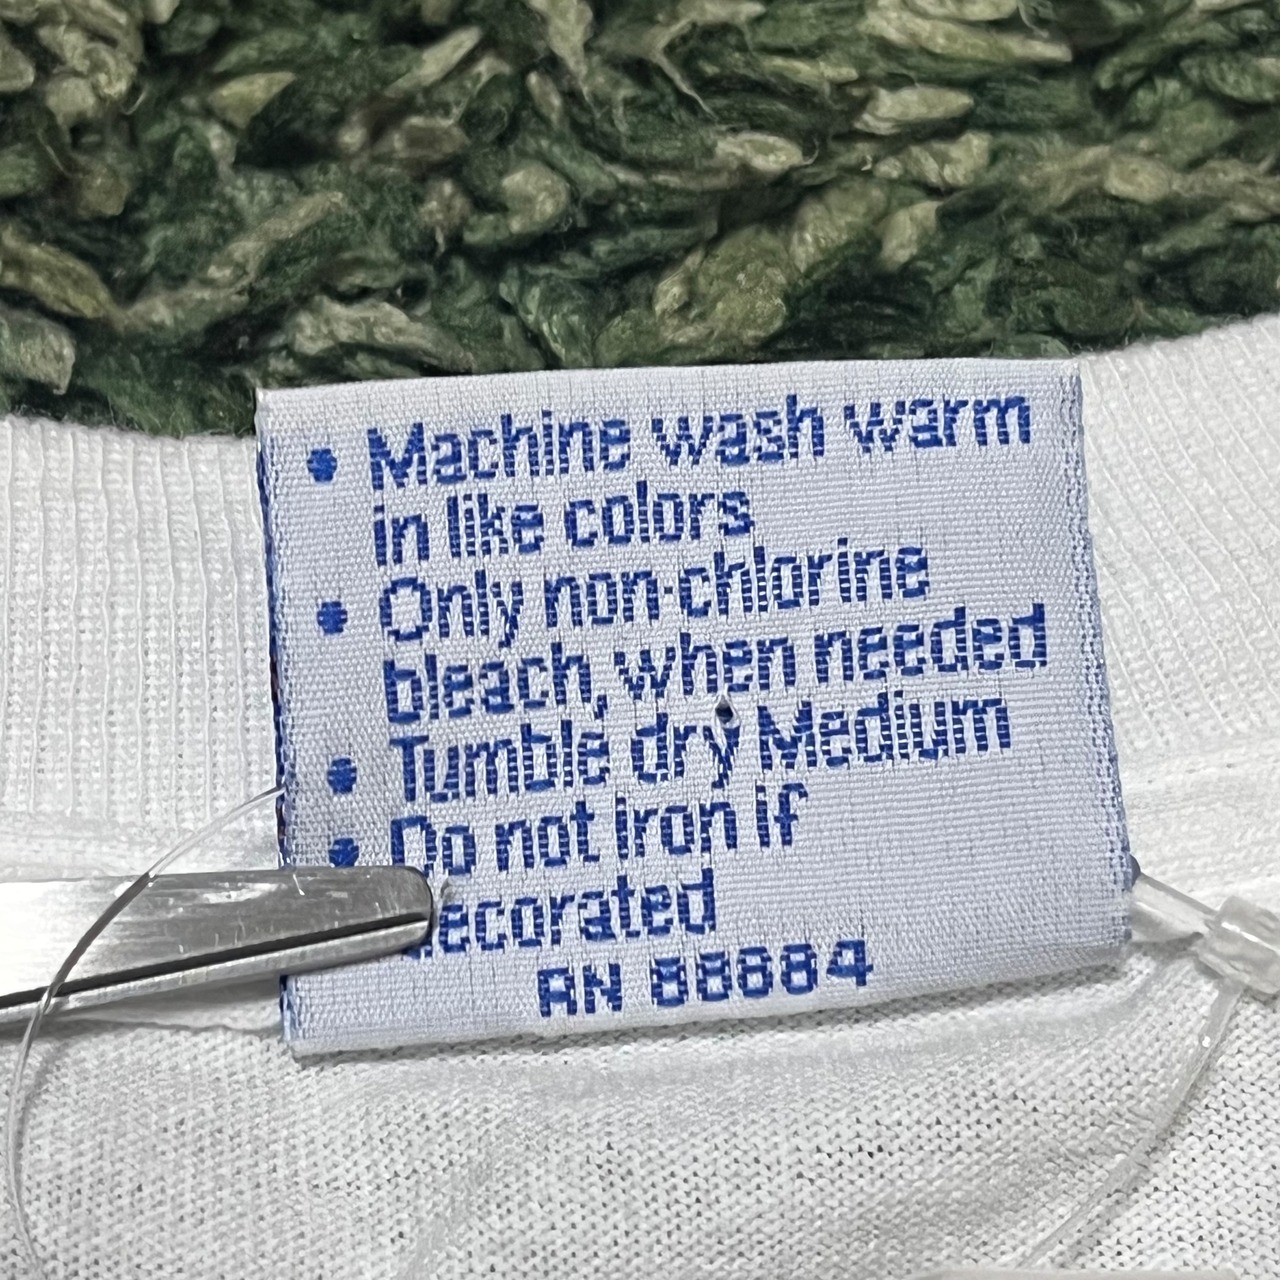 • Machine wash warm
in like colors
• Only non-chlorine
bleach, when needed
• Tumble dry Medium
• Do not Iron if
decorated
RN 88684